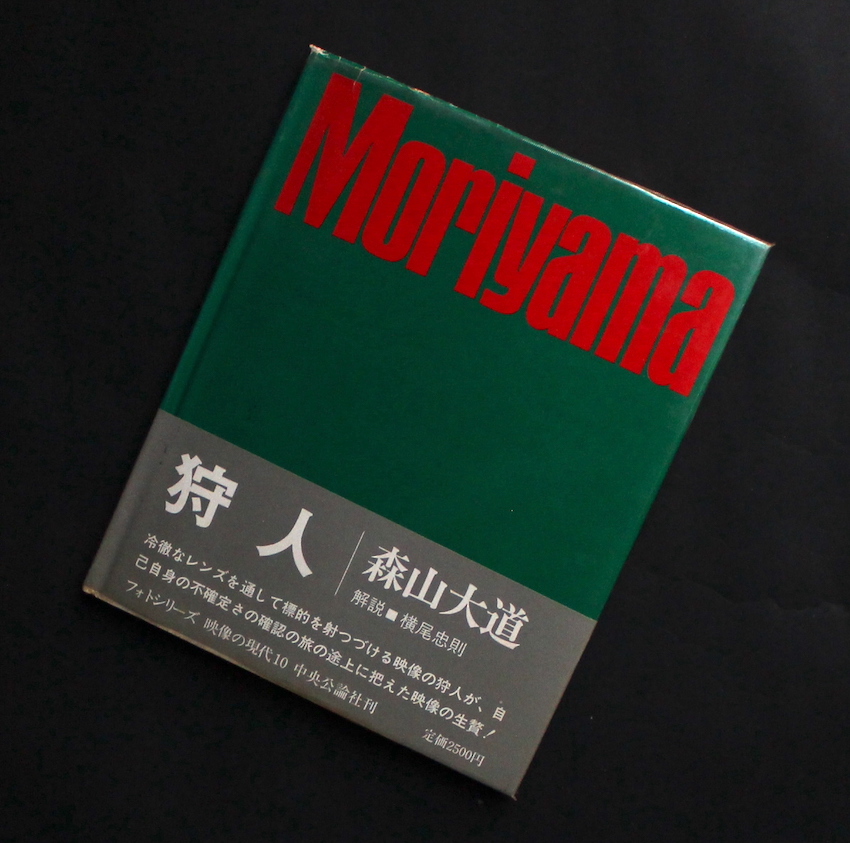 Moriyama
狩人
森山大道
解説■横尾忠則
冷徹なレンズを通して標的を射つづける映像の狩人が、自
己自身の不確定さの確認の旅の途上に把えた映像の生贅!
フォトシリーズ 映像の現代10 中央公論社刊
定価2500円